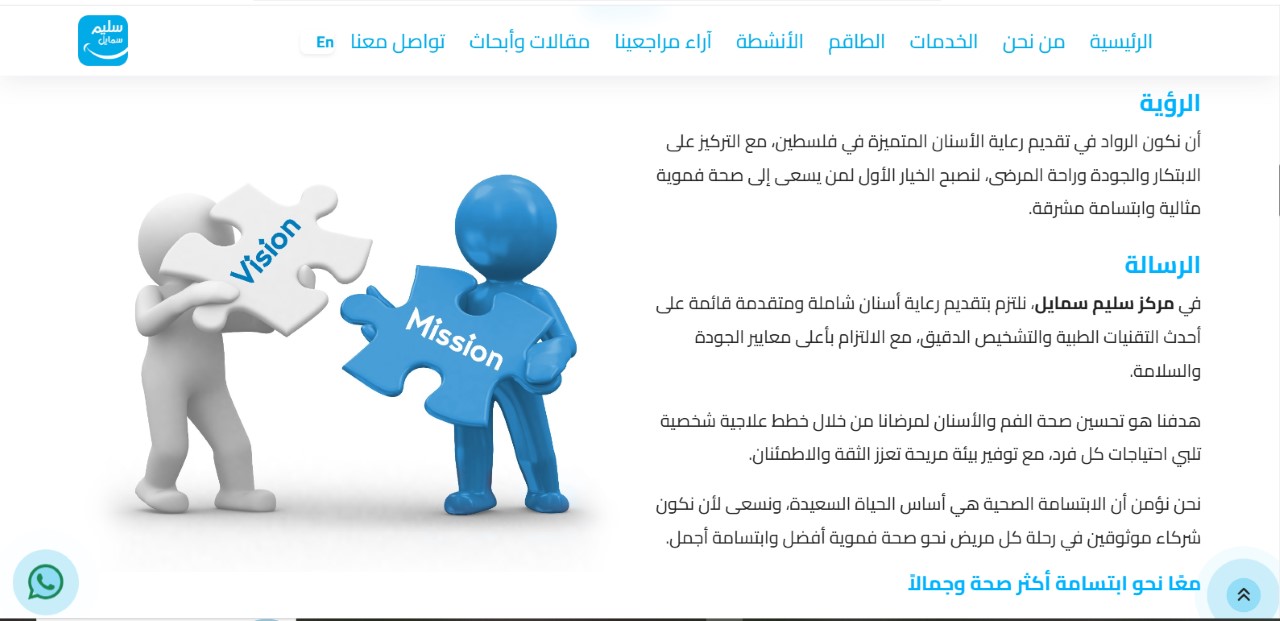 سليم
سمايل
الرئيسية من نحن الخدمات الطاقم الأنشطة آراء مراجعينا مقالات وأبحاث تواصل معنا En
الرؤية
أن نكون الرواد في تقديم رعاية الأسنان المتميزة في فلسطين، مع التركيز على
الابتكار والجودة وراحة المرضى، لنصبح الخيار الأول لمن يسعى إلى صحة فموية
مثالية وابتسامة مشرقة.
الرسالة
في مركز سليم سمايل، نلتزم بتقديم رعاية أسنان شاملة ومتقدمة قائمة على
أحدث التقنيات الطبية والتشخيص الدقيق، مع الالتزام بأعلى معايير الجودة
والسلامة.
هدفنا هو تحسين صحة الفم والأسنان لمرضانا من خلال خطط علاجية شخصية
تلبي احتياجات كل فرد، مع توفير بيئة مريحة تعزز الثقة والاطمئنان.
نحن نؤمن أن الابتسامة الصحية هي أساس الحياة السعيدة، ونسعى لأن نكون
شركاء موثوقين في رحلة كل مريض نحو صحة فموية أفضل وابتسامة أجمل.
معًا نحو ابتسامة أكثر صحة وجمالاً
Vision
Mission